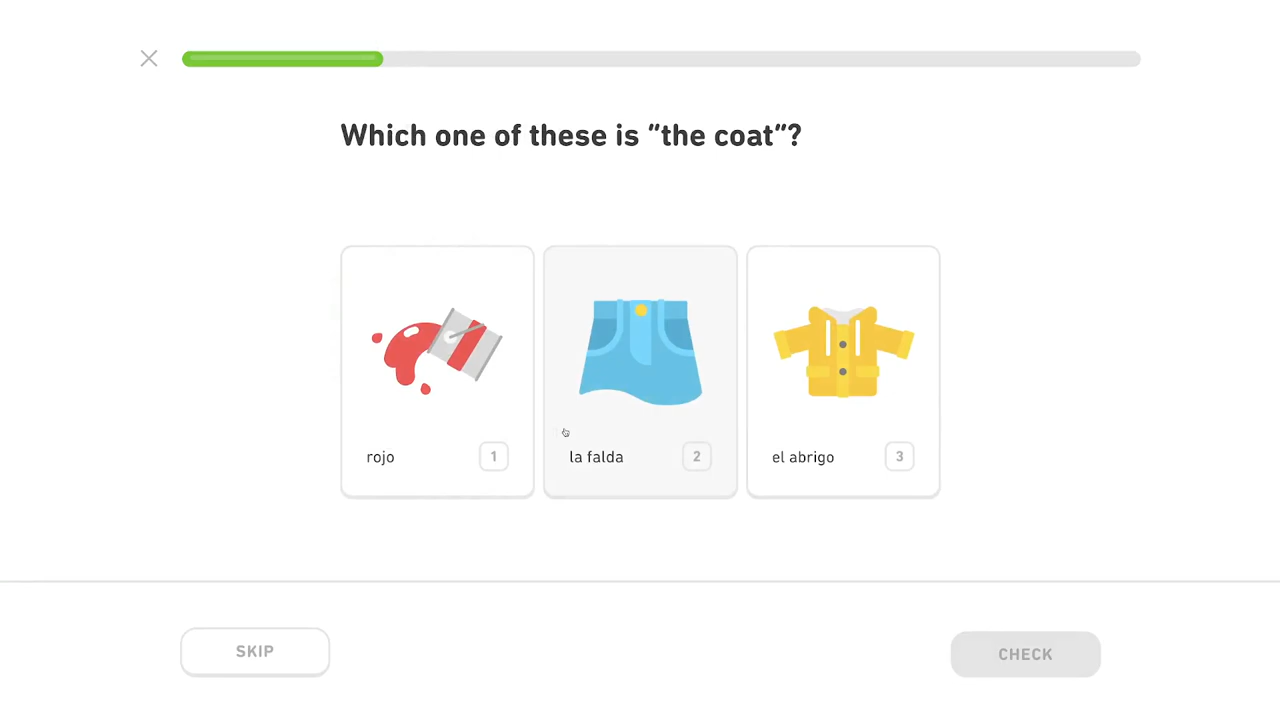 Which one of these is “the coat”?
rojo 1
la falda 2
el abrigo 3
SKIP
CHECK